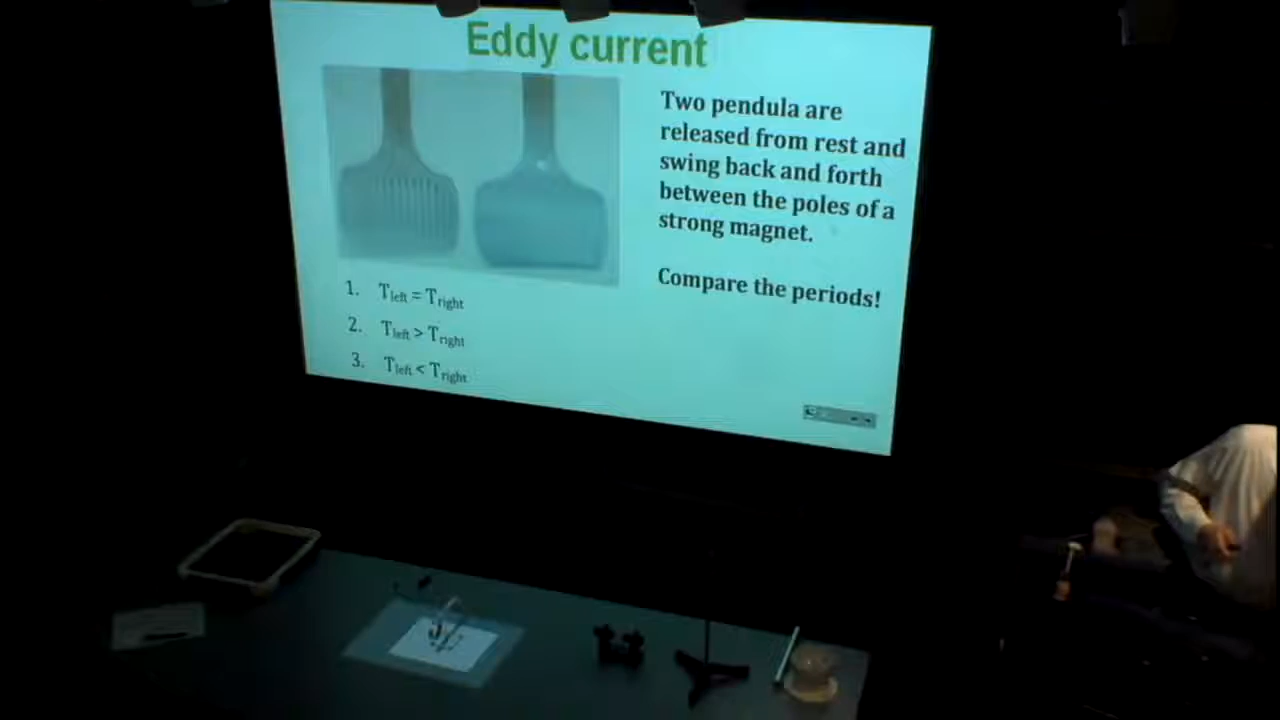 Eddy current
Two pendula are
released from rest and
swing back and forth
between the poles of a
strong magnet.
Compare the periods!
1. Tleft = Tright
2. Tleft > Tright
3. Tleft < Tright